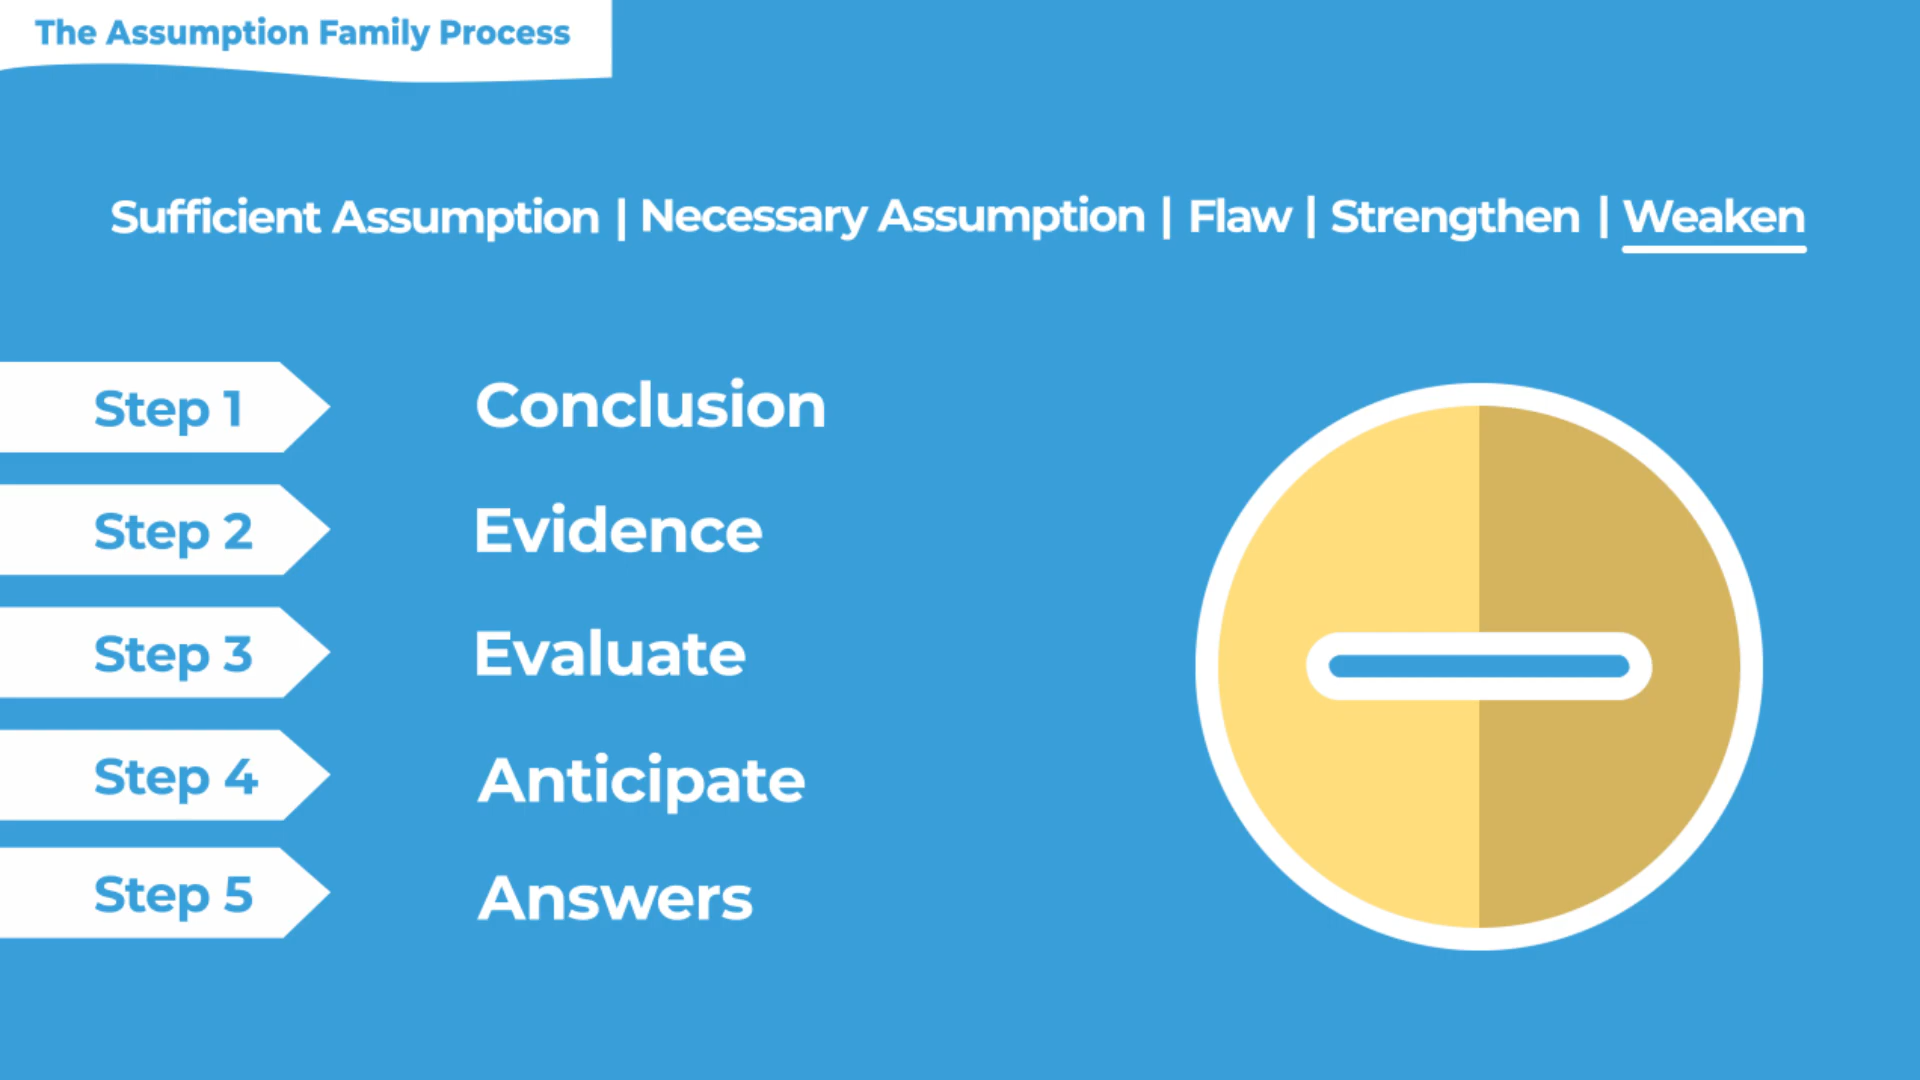 The Assumption Family Process
Sufficient Assumption | Necessary Assumption | Flaw | Strengthen | Weaken
Step 1 Conclusion
Step 2 Evidence
Step 3 Evaluate
Step 4 Anticipate
Step 5 Answers